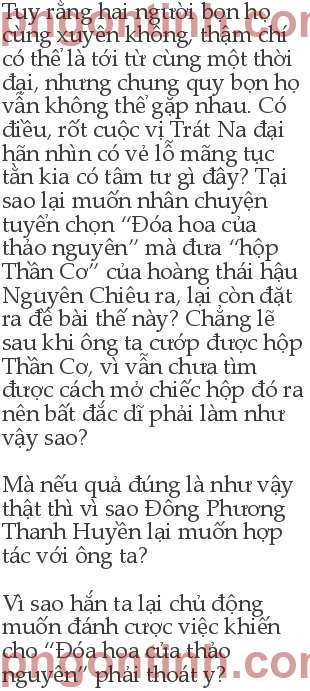 Tuy rằng hai người bọn họ
cùng xuyên không, thậm chí
có thể là tới từ cùng một thời
đại, nhưng chung quy bọn họ
vẫn không thể gặp nhau. Có
điều, rốt cuộc vị Trát Na đại
hãn nhìn có vẻ lỗ mãng tục
tằn kia có tâm tư gì đây? Tại
sao lại muốn nhân chuyện
tuyển chọn “Đóa hoa của
thảo nguyên” mà đưa “hộp
Thần Cơ” của hoàng thái hậu
Nguyên Chiêu ra, lại còn đặt
ra đề bài thế này? Chẳng lẽ
sau khi ông ta cướp được hộp
Thần Cơ, vì vẫn chưa tìm
được cách mở chiếc hộp đó ra
nên bất đắc dĩ phải làm như
vậy sao?
Mà nếu quả đúng là như vậy
thật thì vì sao Đông Phương
Thanh Huyền lại muốn hợp
tác với ông ta?
Vì sao hắn ta lại chủ động
muốn đánh cược việc khiến
cho “Đóa hoa của thảo
nguyên” phải thoát y?
pngontinh.com
pngontinh.com